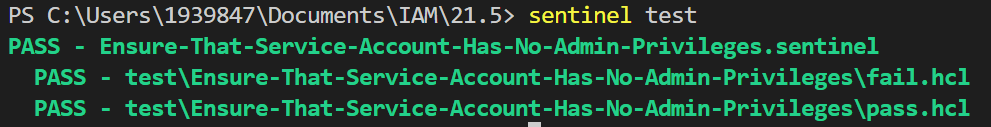 PS C:\Users\1939847\Documents\IAM\21.5> sentinel test
PASS - Ensure-That-Service-Account-Has-No-Admin-Privileges.sentinel
  PASS - test\Ensure-That-Service-Account-Has-No-Admin-Privileges\fail.hcl
  PASS - test\Ensure-That-Service-Account-Has-No-Admin-Privileges\pass.hcl